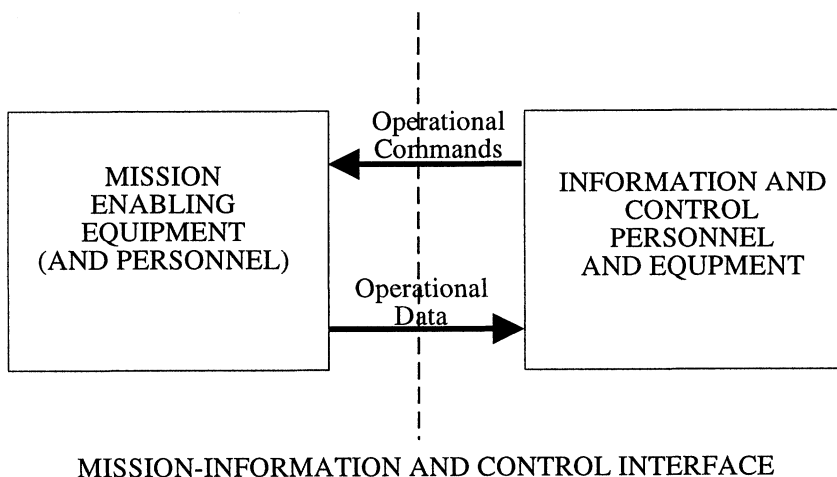 Operational
Commands
MISSION
ENABLING
EQUIPMENT
(AND PERSONNEL)
INFORMATION AND
CONTROL
PERSONNEL
AND EQUPMENT
Operational
Data
MISSION-INFORMATION AND CONTROL INTERFACE